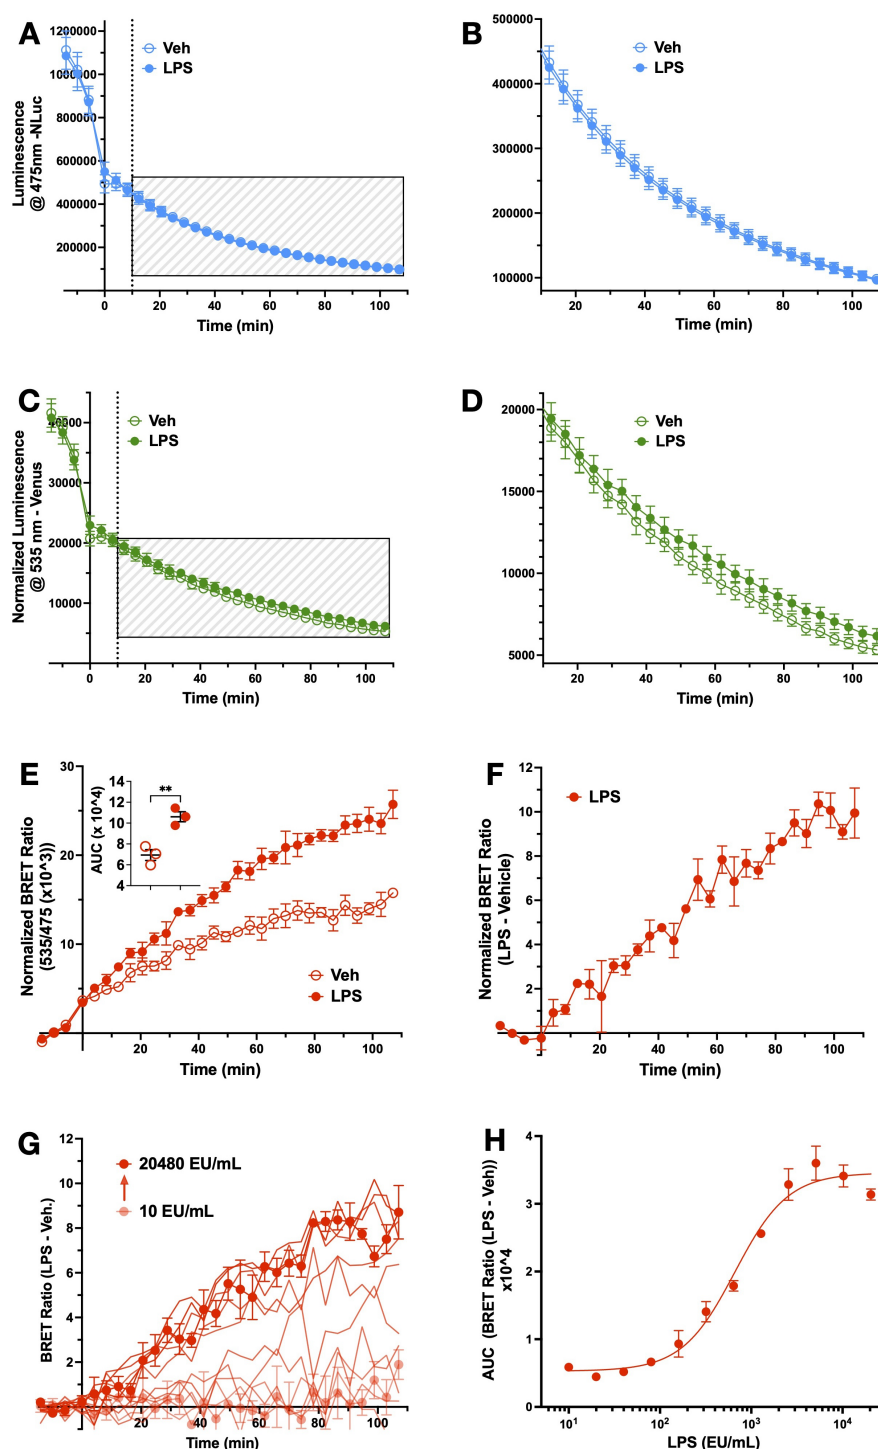 A
1200000
1000000
800000
600000
400000
200000
Luminescence
@ 475nm -NLuc
Veh
LPS
0 20 40 60 80 100
Time (min)
B
500000
400000
300000
200000
100000
Veh
LPS
20 40 60 80 100
Time (min)
C
40000
30000
20000
10000
Normalized Luminescence
@ 535 nm - Venus
Veh
LPS
0 20 40 60 80 100
Time (min)
D
20000
15000
10000
5000
Veh
LPS
20 40 60 80 100
Time (min)
E
30
20
10
Normalized BRET Ratio
(535/475 (x10^3))
AUC (x 10^4)
14
12
10
8
6
4
**
Veh
LPS
20 40 60 80 100
Time (min)
F
12
10
8
6
4
2
Normalized BRET Ratio
(LPS - Vehicle)
LPS
20 40 60 80 100
Time (min)
G
12
10
8
6
4
2
BRET Ratio (LPS - Veh.)
20480 EU/mL
10 EU/mL
20 40 60 80 100
Time (min)
H
4
3
2
1
0
AUC (BRET Ratio (LPS - Veh))
x10^4
10¹ 10² 10³ 10⁴
LPS (EU/mL)